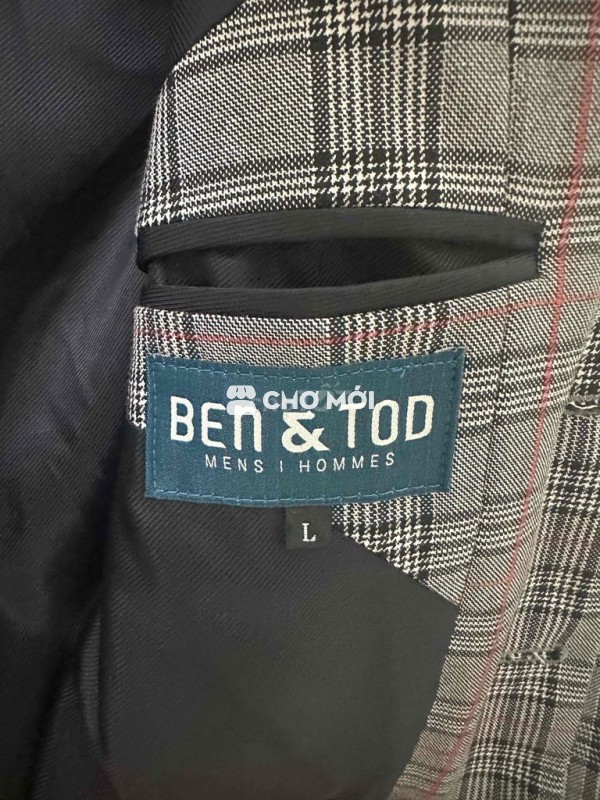 CHỢ MỚI
BEN & TOD
MENS | HOMMES
L